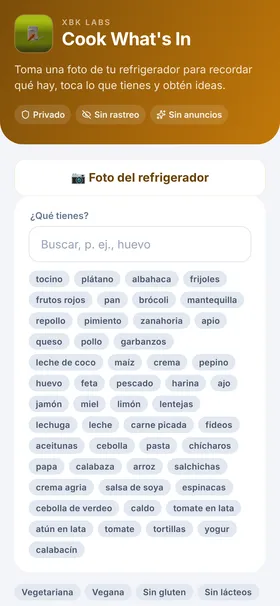 XBK LABS
Cook What's In
Toma una foto de tu refrigerador para recordar
qué hay, toca lo que tienes y obtén ideas.
Privado Sin rastreo Sin anuncios
📷 Foto del refrigerador
¿Qué tienes?
Buscar, p. ej., huevo
tocino plátano albahaca frijoles
frutos rojos pan brócoli mantequilla
repollo pimiento zanahoria apio
queso pollo garbanzos
leche de coco maíz crema pepino
huevo feta pescado harina ajo
jamón miel limón lentejas
lechuga leche carne picada fideos
aceitunas cebolla pasta chícharos
papa calabaza arroz salchichas
crema agria salsa de soya espinacas
cebolla de verdeo caldo tomate en lata
atún en lata tomate tortillas yogur
calabacín
Vegetariana Vegana Sin gluten Sin lácteos